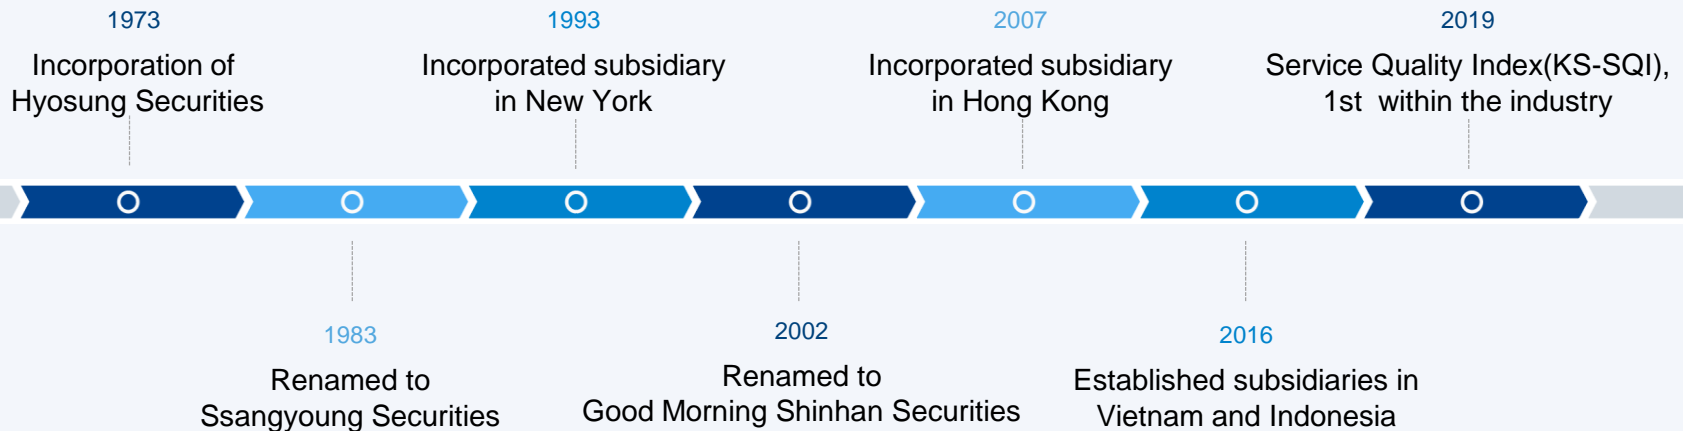 1973
Incorporation of
Hyosung Securities
1993
Incorporated subsidiary
in New York
2007
Incorporated subsidiary
in Hong Kong
2019
Service Quality Index(KS-SQI),
1st within the industry
1983
Renamed to
Ssangyoung Securities
2002
Renamed to
Good Morning Shinhan Securities
2016
Established subsidiaries in
Vietnam and Indonesia